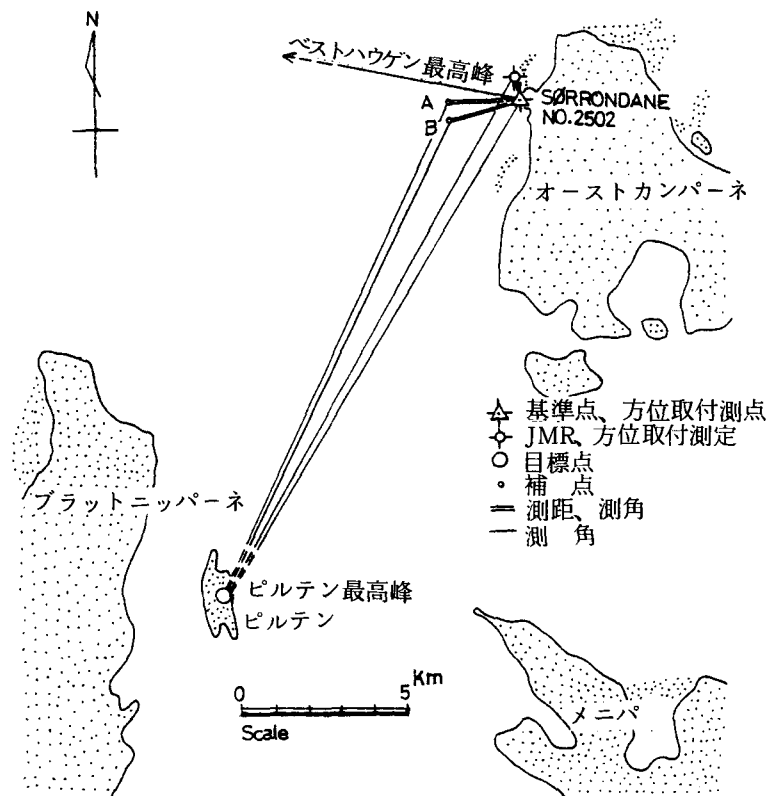 N
ベストハウゲン最高峰
A
B
SØRRONDANE
NO.2502
オーストカンパーネ
基準点、方位取付測点
JMR、方位取付測定
目標点
補 点
測距、測角
測 角
ブラットニッパーネ
ピルテン最高峰
ピルテン
0 5 Km
Scale
メニパ